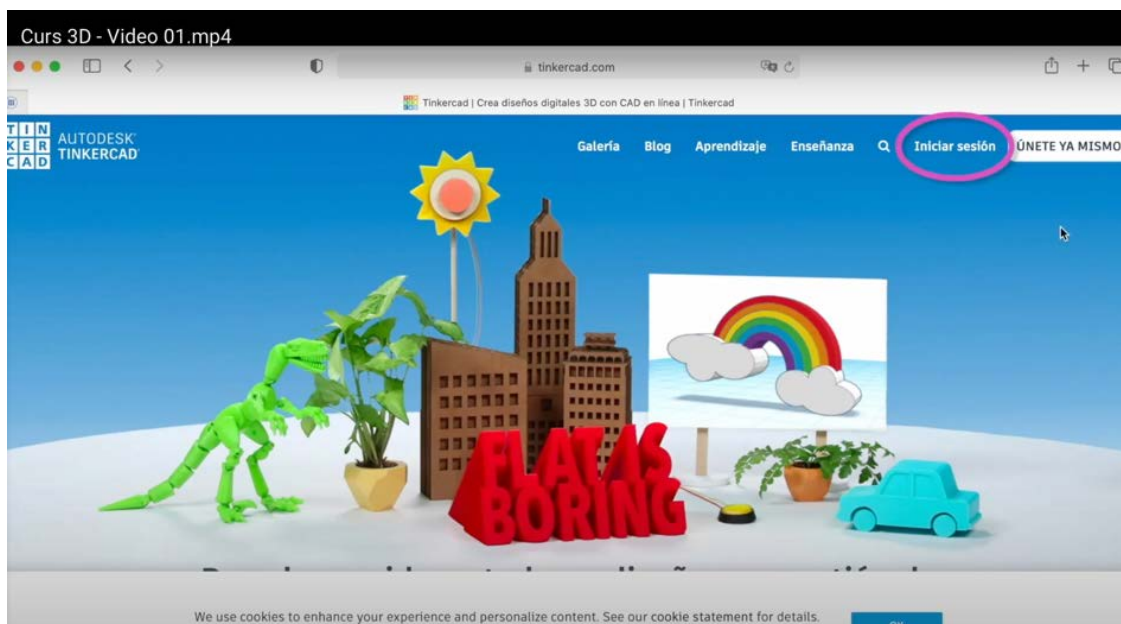 Curs 3D - Video 01.mp4
tinkercad.com
Tinkercad | Crea diseños digitales 3D con CAD en línea | Tinkercad
TIN
KER
CAD
AUTODESK®
TINKERCAD®
Galería Blog Aprendizaje Enseñanza Iniciar sesión ÚNETE YA MISMO
FLAT IS
BORING
We use cookies to enhance your experience and personalize content. See our cookie statement for details.
OK